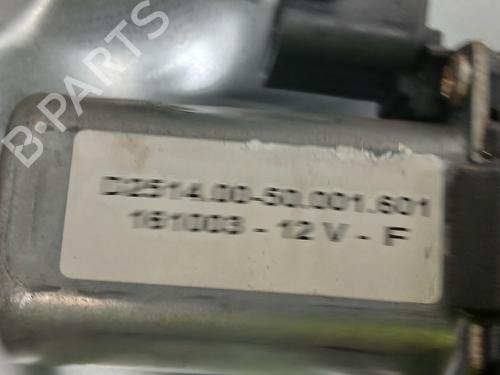 B-PARTS
D2514.00-50.001.601
161003 - 12 V - F